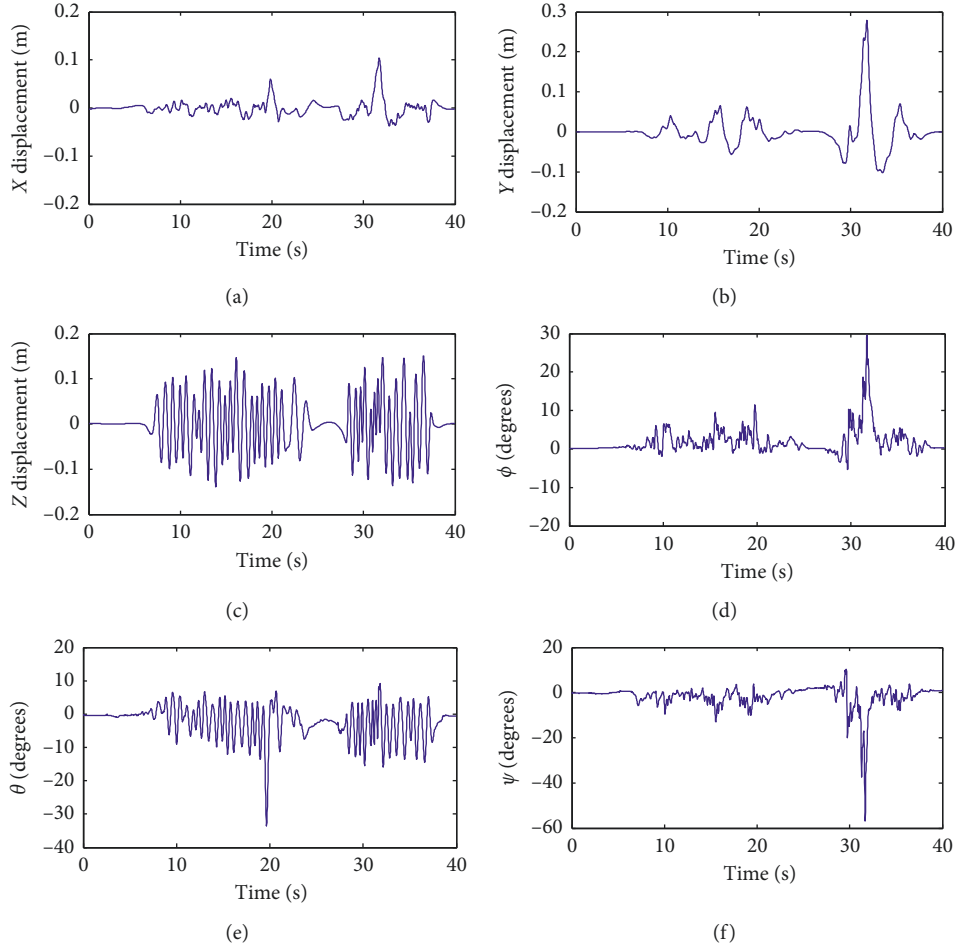 0.2
0.1
0
−0.1
−0.2
X displacement (m)
0 10 20 30 40
Time (s)
(a)
0.3
0.2
0.1
0
−0.1
0.2
Y displacement (m)
0 10 20 30 40
Time (s)
(b)
0.2
0.1
0
−0.1
−0.2
Z displacement (m)
0 10 20 30 40
Time (s)
(c)
30
20
10
0
−10
−20
ϕ (degrees)
0 10 20 30 40
Time (s)
(d)
20
10
0
−10
−20
−30
−40
θ (degrees)
0 10 20 30 40
Time (s)
(e)
20
0
−20
−40
−60
ψ (degrees)
0 10 20 30 40
Time (s)
(f)